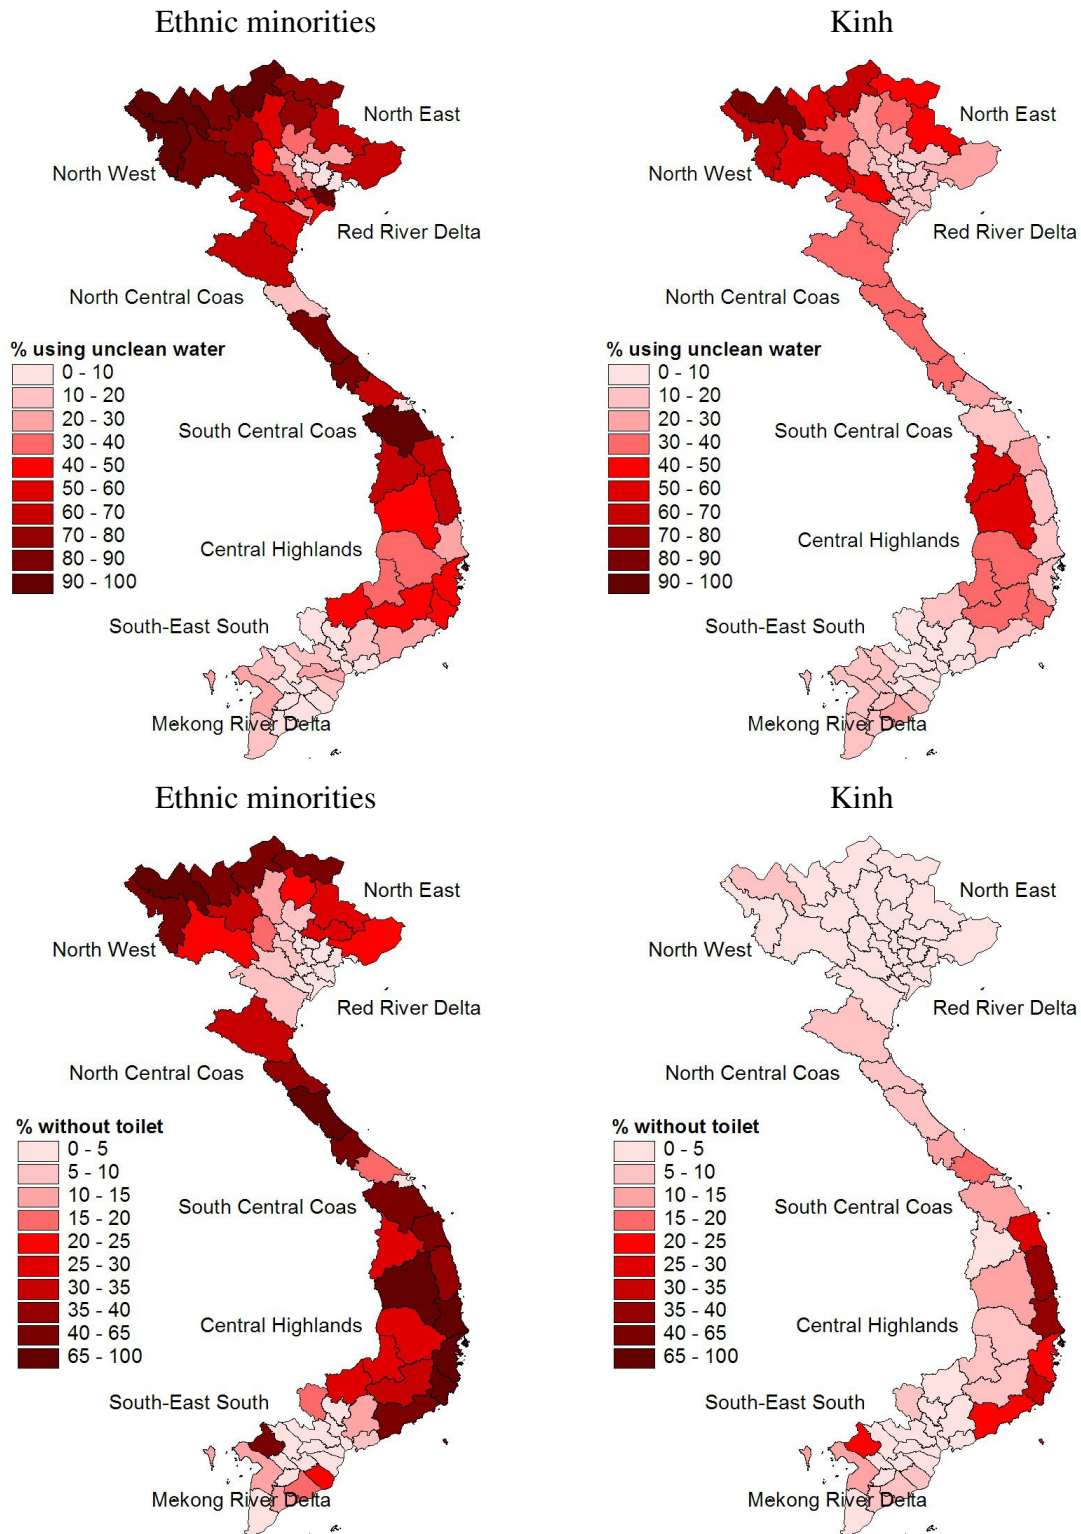 Ethnic minorities
Kinh
North East
North West
Red River Delta
North Central Coas
% using unclean water
0 - 10
10 - 20
20 - 30
30 - 40
40 - 50
50 - 60
60 - 70
70 - 80
80 - 90
90 - 100
South Central Coas
Central Highlands
South-East South
Mekong River Delta
North East
North West
Red River Delta
North Central Coas
% using unclean water
0 - 10
10 - 20
20 - 30
30 - 40
40 - 50
50 - 60
60 - 70
70 - 80
80 - 90
90 - 100
South Central Coas
Central Highlands
South-East South
Mekong River Delta
Ethnic minorities
Kinh
North East
North West
Red River Delta
North Central Coas
% without toilet
0 - 5
5 - 10
10 - 15
15 - 20
20 - 25
25 - 30
30 - 35
35 - 40
40 - 65
65 - 100
South Central Coas
Central Highlands
South-East South
Mekong River Delta
North East
North West
Red River Delta
North Central Coas
% without toilet
0 - 5
5 - 10
10 - 15
15 - 20
20 - 25
25 - 30
30 - 35
35 - 40
40 - 65
65 - 100
South Central Coas
Central Highlands
South-East South
Mekong River Delta